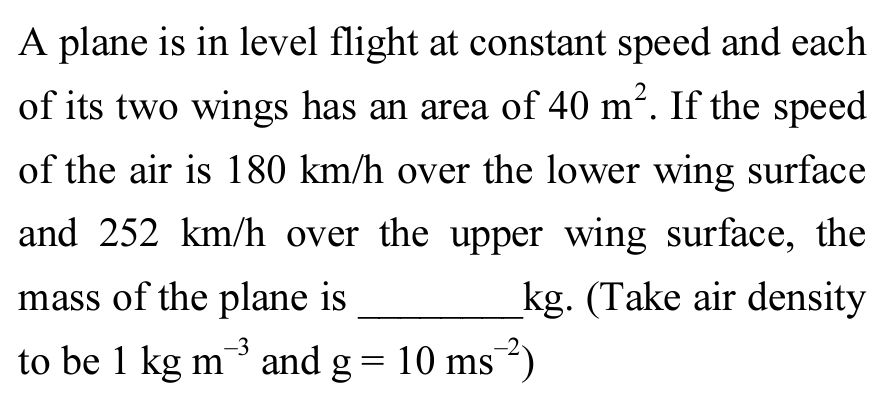 A plane is in level flight at constant speed and each
of its two wings has an area of 40 m². If the speed
of the air is 180 km/h over the lower wing surface
and 252 km/h over the upper wing surface, the
mass of the plane is ________kg. (Take air density
to be 1 kg m⁻³ and g = 10 ms⁻²)